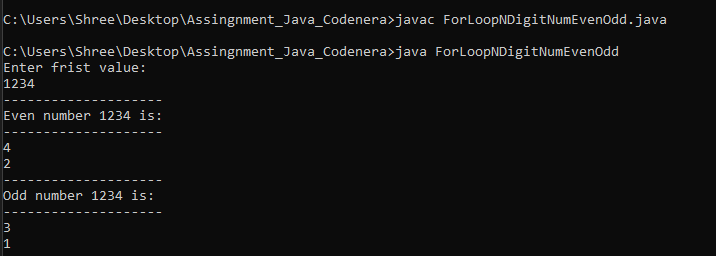 C:\Users\Shree\Desktop\Assingnment_Java_Codenera>javac ForLoopNDigitNumEvenOdd.java
C:\Users\Shree\Desktop\Assingnment_Java_Codenera>java ForLoopNDigitNumEvenOdd
Enter frist value:
1234
--------------------
Even number 1234 is:
--------------------
4
2
--------------------
Odd number 1234 is:
--------------------
3
1